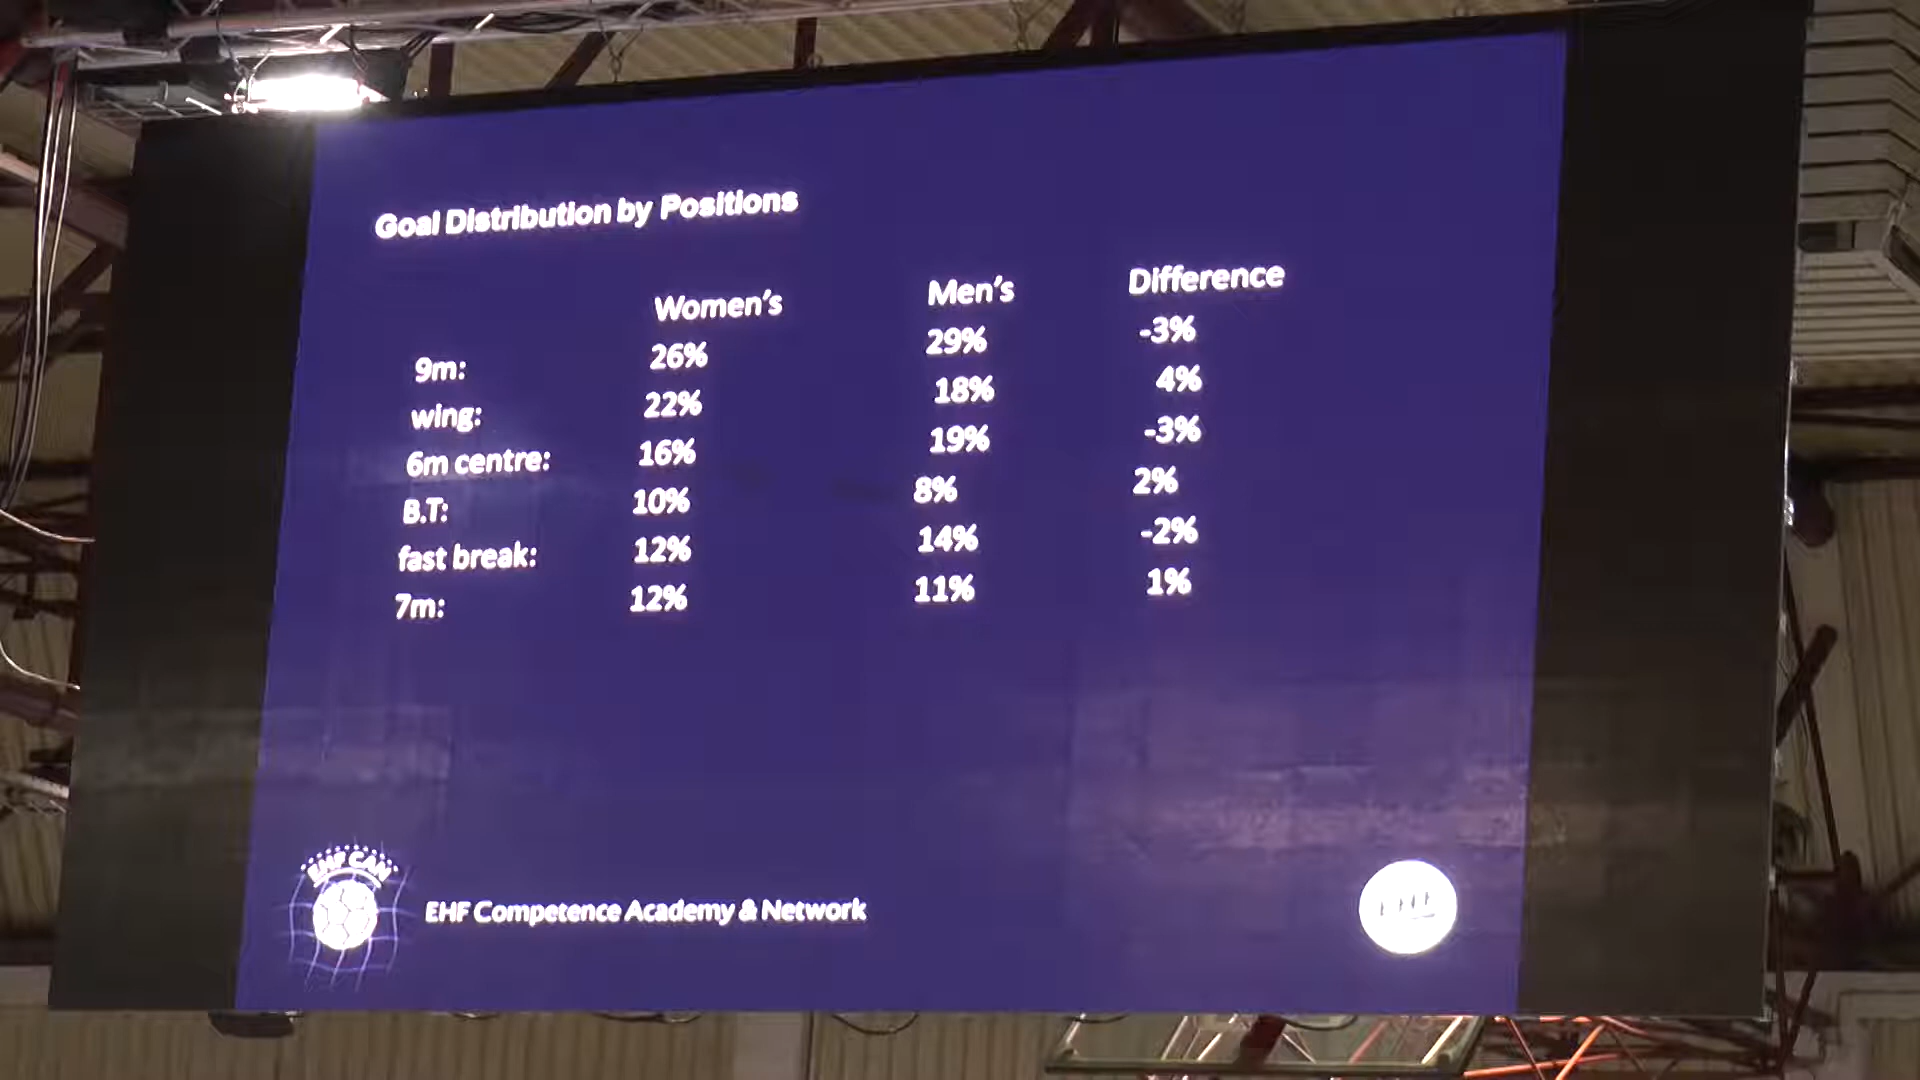 Goal Distribution by Positions
Women's Men's Difference
9m: 26% 29% -3%
wing: 22% 18% 4%
6m centre: 16% 19% -3%
B.T: 10% 8% 2%
fast break: 12% 14% -2%
7m: 12% 11% 1%
EHF CAN
EHF Competence Academy & Network
EHF